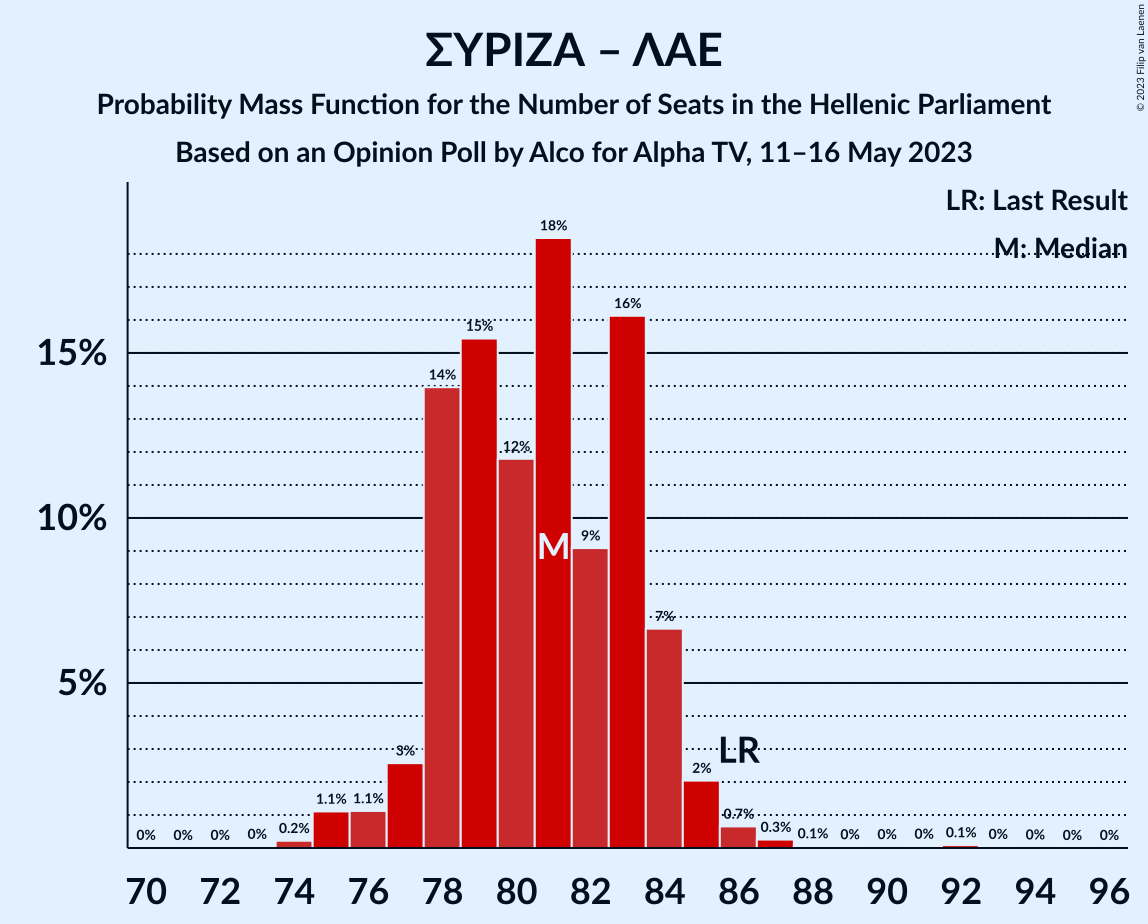 ΣΥΡΙΖΑ – ΛΑΕ
Probability Mass Function for the Number of Seats in the Hellenic Parliament
Based on an Opinion Poll by Alco for Alpha TV, 11–16 May 2023
© 2023 Filip van Laenen
LR: Last Result
M: Median
15%
10%
5%
0% 0% 0% 0% 0.2% 1.1% 1.1% 3% 14% 15% 12% 18% 9% 16% 7% 2% 0.7% 0.3% 0.1% 0% 0% 0% 0.1% 0% 0% 0% 0%
M
LR
70 72 74 76 78 80 82 84 86 88 90 92 94 96